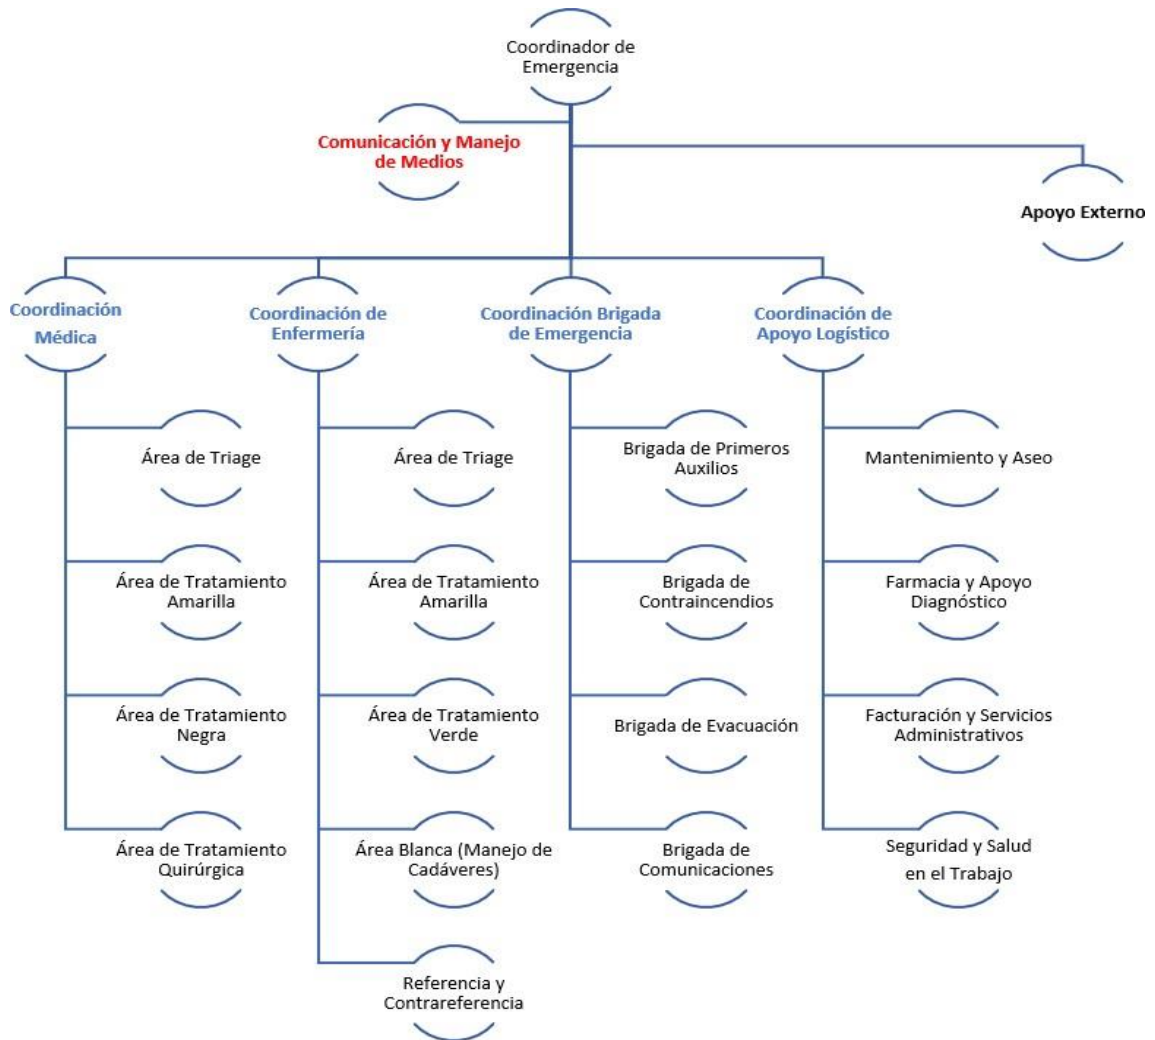 Coordinador de
Emergencia
Comunicación y Manejo
de Medios
Apoyo Externo
Coordinación
Médica
Coordinación de
Enfermería
Coordinación Brigada
de Emergencia
Coordinación de
Apoyo Logístico
Área de Triage
Área de Tratamiento
Amarilla
Área de Tratamiento
Negra
Área de Tratamiento
Quirúrgica
Área de Triage
Área de Tratamiento
Amarilla
Área de Tratamiento
Verde
Área Blanca (Manejo de
Cadáveres)
Referencia y
Contrareferencia
Brigada de Primeros
Auxilios
Brigada de
Contraincendios
Brigada de Evacuación
Brigada de
Comunicaciones
Mantenimiento y Aseo
Farmacia y Apoyo
Diagnóstico
Facturación y Servicios
Administrativos
Seguridad y Salud
en el Trabajo